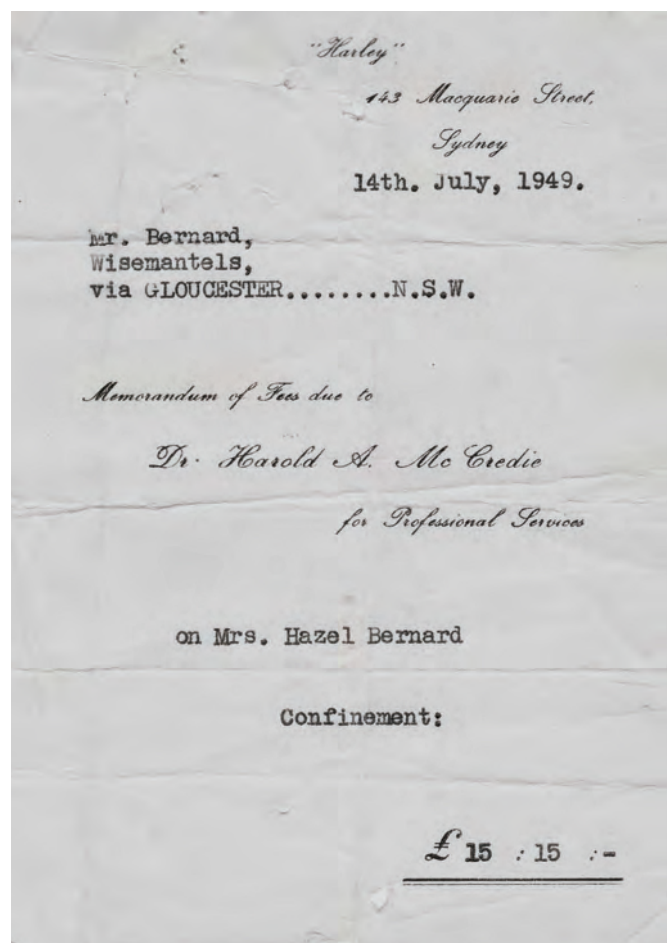 "Harley"
143 Macquarie Street,
Sydney
14th. July, 1949.
Mr. Bernard,
Wisemantels,
via GLOUCESTER........N.S.W.
Memorandum of Fees due to
Dr. Harold A. Mc Credie
for Professional Services
on Mrs. Hazel Bernard
Confinement:
£ 15 : 15 :-